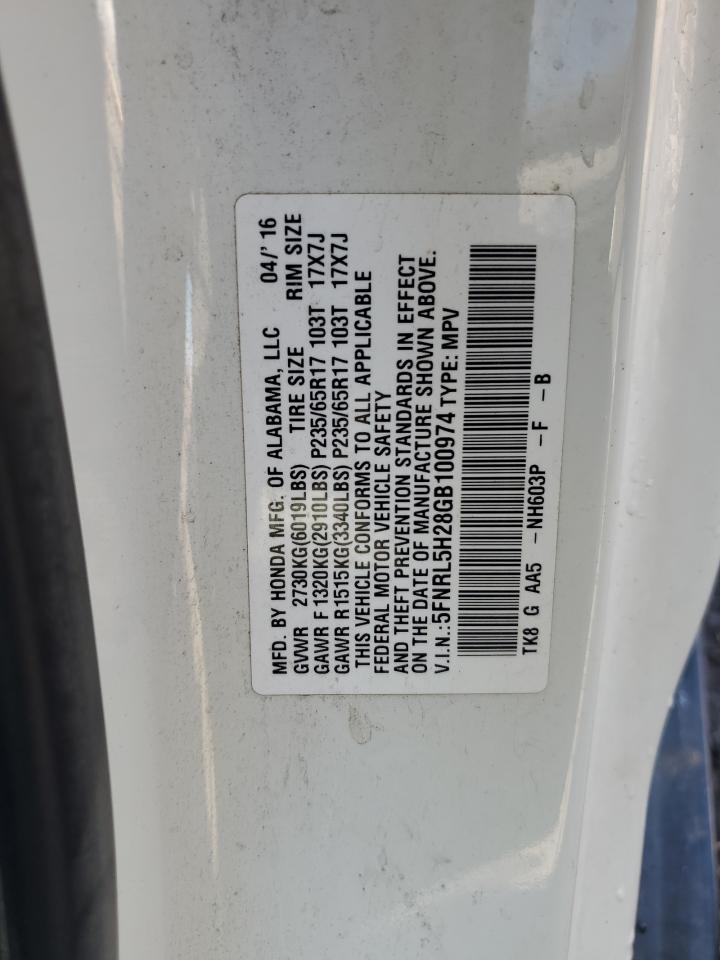 MFD. BY HONDA MFG. OF ALABAMA, LLC 04/' 16
GVWR 2730KG(6019LBS) TIRE SIZE RIM SIZE
GAWR F 1320KG(2910LBS) P235/65R17 103T 17X7J
GAWR R1515KG(3340LBS) P235/65R17 103T 17X7J
THIS VEHICLE CONFORMS TO ALL APPLICABLE
FEDERAL MOTOR VEHICLE SAFETY
AND THEFT PREVENTION STANDARDS IN EFFECT
ON THE DATE OF MANUFACTURE SHOWN ABOVE.
V.I.N.:5FNRL5H28GB100974 TYPE: MPV
TK8 G AA5 -NH603P -F -B